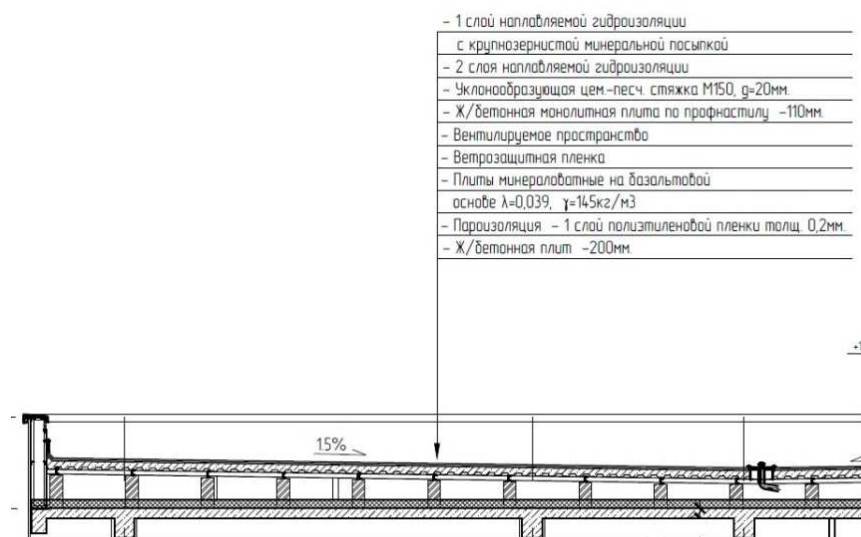 - 1 слой наплавляемой гидроизоляции
с крупнозернистой минеральной посыпкой
- 2 слоя наплавляемой гидроизоляции
- Уклонообразующая цем.-песч. стяжка М150, g=20мм.
- Ж/бетонная монолитная плита по профнастилу -110мм.
- Вентилируемое пространство
- Ветрозащитная пленка
- Плиты минераловатные на базальтовой
основе λ=0,039, γ=145кг/м3
- Пароизоляция - 1 слой полиэтиленовой пленки толщ. 0,2мм.
- Ж/бетонная плит -200мм.
15%